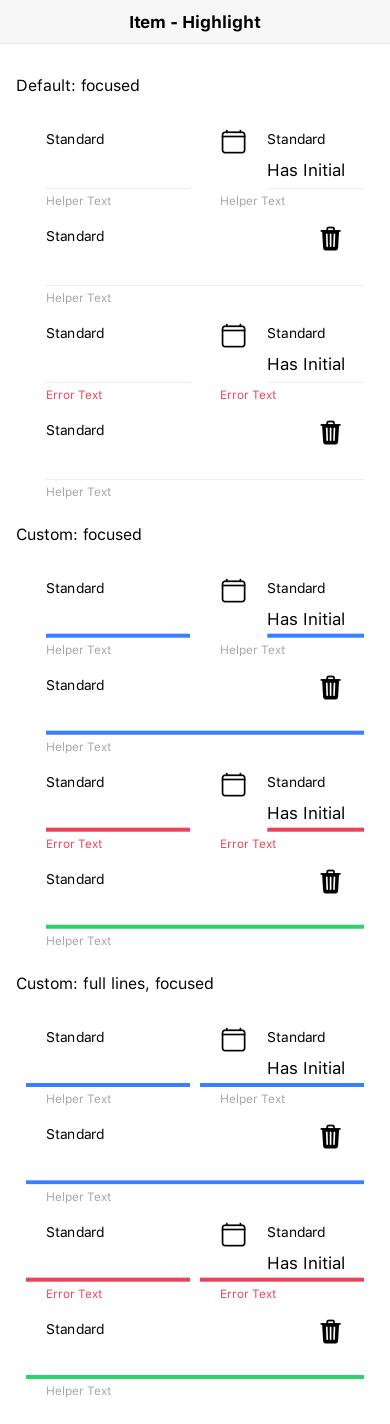 Item - Highlight
Default: focused
Standard
Standard
Has Initial
Helper Text
Helper Text
Standard
Helper Text
Standard
Standard
Has Initial
Error Text
Error Text
Standard
Helper Text
Custom: focused
Standard
Standard
Has Initial
Helper Text
Helper Text
Standard
Helper Text
Standard
Standard
Has Initial
Error Text
Error Text
Standard
Helper Text
Custom: full lines, focused
Standard
Standard
Has Initial
Helper Text
Helper Text
Standard
Helper Text
Standard
Standard
Has Initial
Error Text
Error Text
Standard
Helper Text